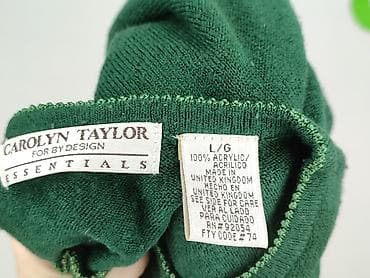 CAROLYN TAYLOR
FOR BY DESIGN
ESSENTIALS
L/G
100% ACRYLIC/
ACRILICO
MADE IN
UNITED KINGDOM
HECHO EN
UNITED KINGDOM
SEE SIDE FOR CARE
VER AL LADO
PARA CUIDADO
RN#92054
FTY CODE #74